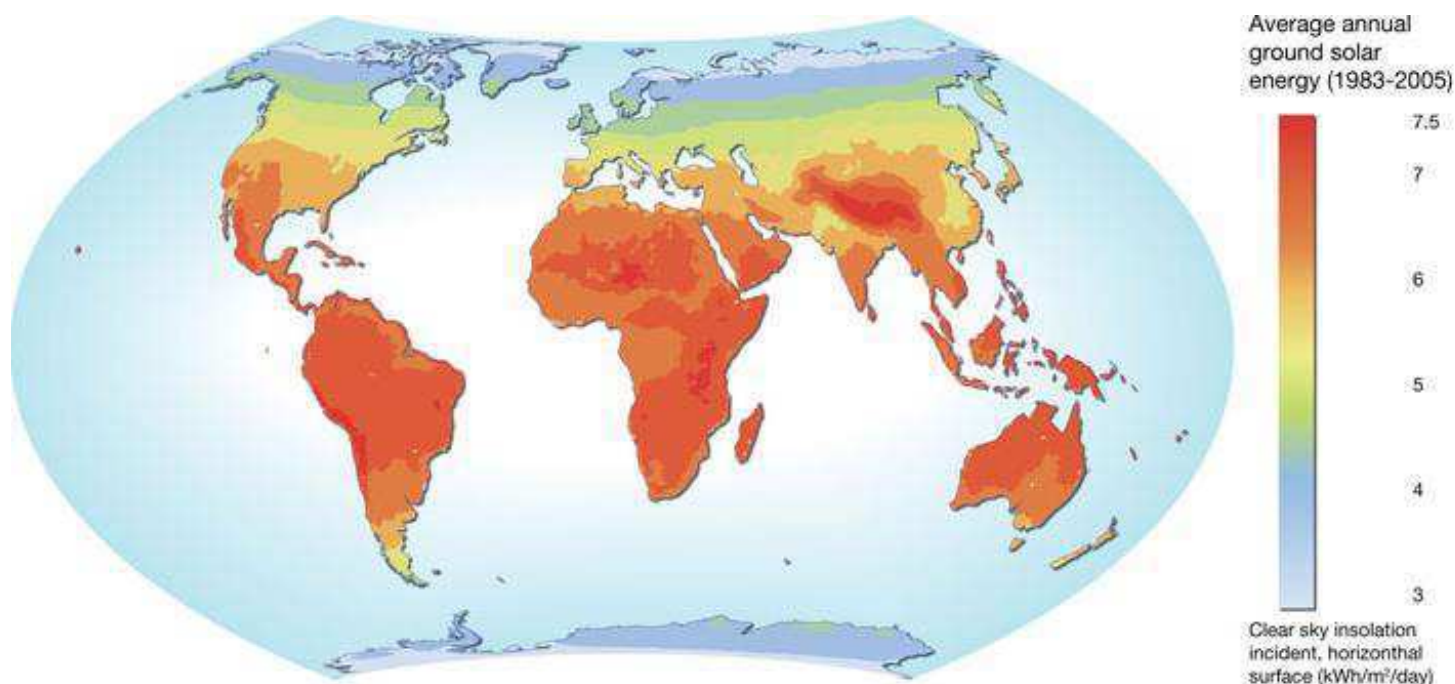 Average annual
ground solar
energy (1983-2005)
7.5
7
6
5
4
3
Clear sky insolation
incident, horizonthal
surface (kWh/m²/day)